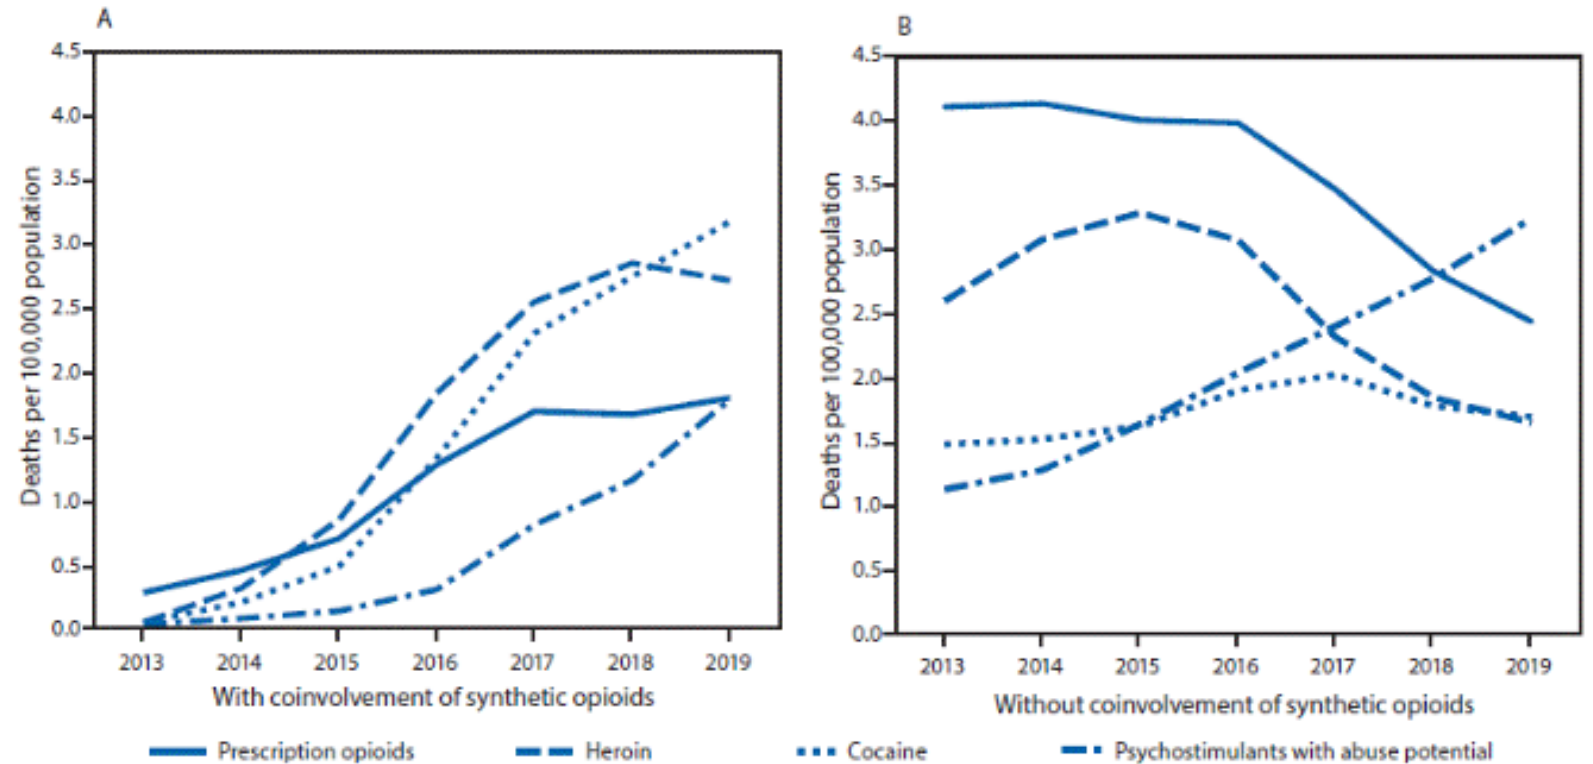 A
4.5
4.0
3.5
3.0
2.5
2.0
1.5
1.0
0.5
0.0
Deaths per 100,000 population
2013 2014 2015 2016 2017 2018 2019
With coinvolvement of synthetic opioids
B
4.5
4.0
3.5
3.0
2.5
2.0
1.5
1.0
0.5
0.0
Deaths per 100,000 population
2013 2014 2015 2016 2017 2018 2019
Without coinvolvement of synthetic opioids
Prescription opioids Heroin Cocaine Psychostimulants with abuse potential